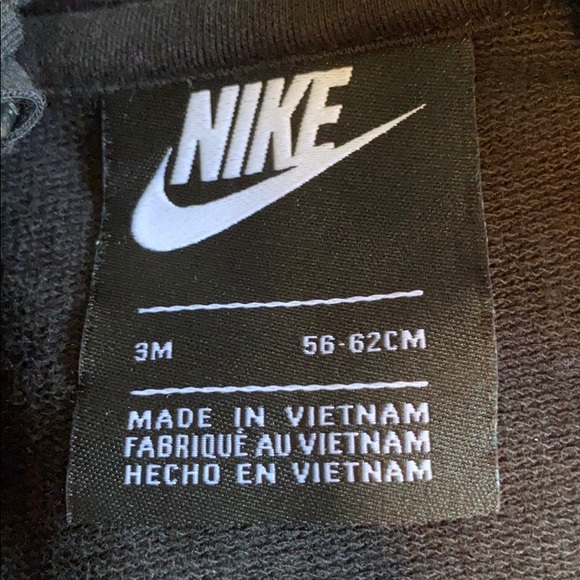 NIKE
3M 56-62CM
MADE IN VIETNAM
FABRIQUÉ AU VIETNAM
HECHO EN VIETNAM